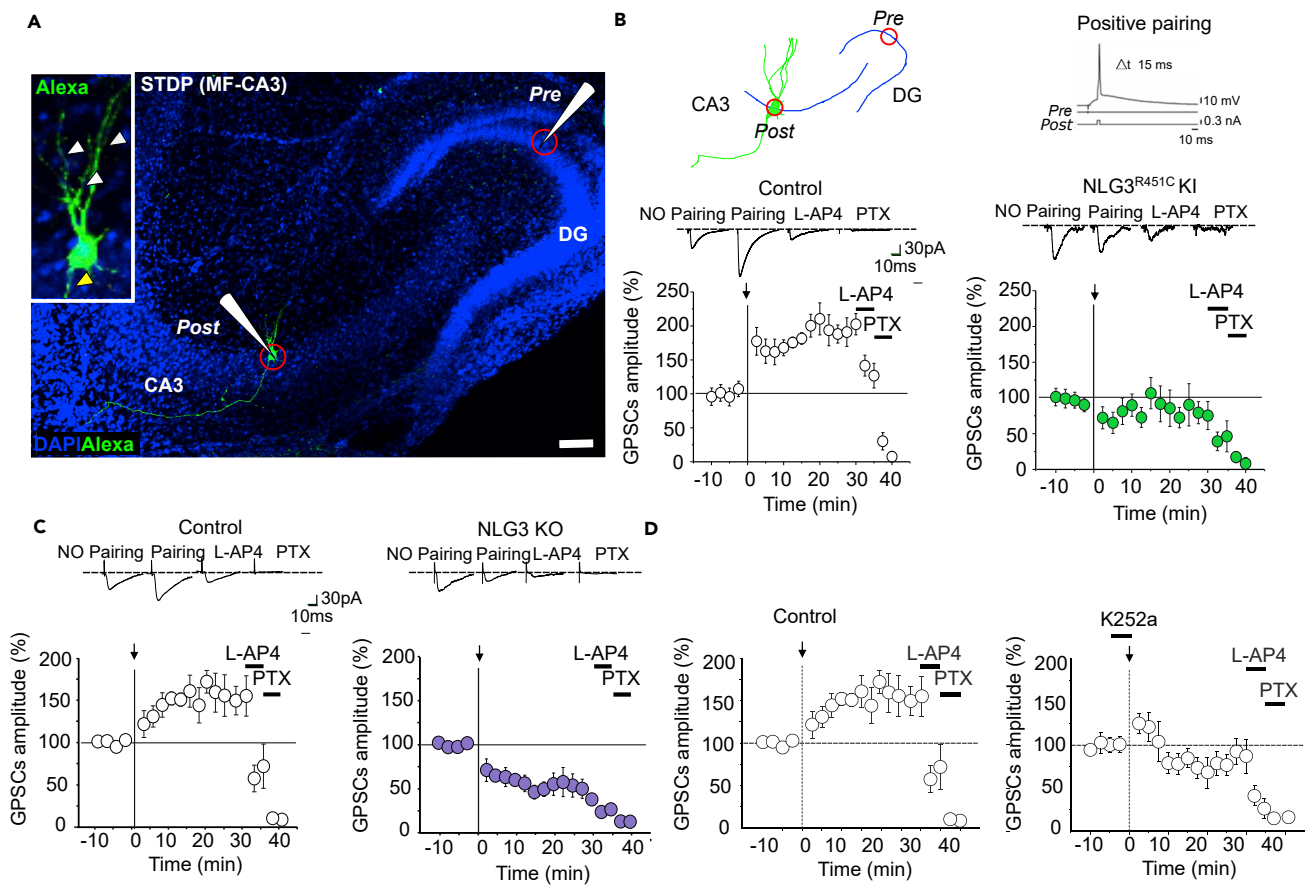 A
Alexa
STDP (MF-CA3)
Pre
DG
Post
CA3
DAPI Alexa
B
Pre
CA3
DG
Post
Positive pairing
Δt 15 ms
10 mV
Pre
0.3 nA
Post
10 ms
Control
NO Pairing Pairing L-AP4 PTX
30pA
10ms
GPSCs amplitude (%)
250
200
150
100
50
0
L-AP4
PTX
-10 0 10 20 30 40
Time (min)
NLG3R451C KI
NO Pairing Pairing L-AP4 PTX
GPSCs amplitude (%)
250
200
150
100
50
0
L-AP4
PTX
-10 0 10 20 30 40
Time (min)
C
Control
NO Pairing Pairing L-AP4 PTX
30pA
10ms
GPSCs amplitude (%)
200
150
100
50
0
L-AP4
PTX
-10 0 10 20 30 40
Time (min)
NLG3 KO
NO Pairing Pairing L-AP4 PTX
GPSCs amplitude (%)
200
150
100
50
0
L-AP4
PTX
-10 0 10 20 30 40
Time (min)
D
Control
GPSCs amplitude (%)
200
150
100
50
0
L-AP4
PTX
-10 0 10 20 30 40
Time (min)
K252a
GPSCs amplitude (%)
200
150
100
50
0
L-AP4
PTX
-10 0 10 20 30 40
Time (min)